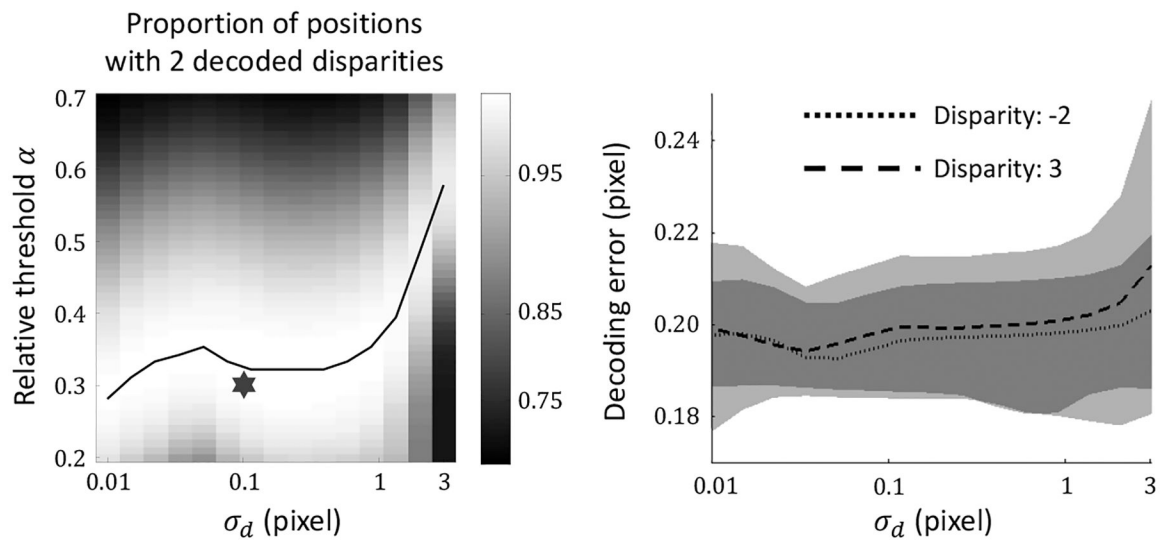 Proportion of positions
with 2 decoded disparities
Relative threshold α
0.7
0.6
0.5
0.4
0.3
0.2
0.01
0.1
1
3
σd (pixel)
0.95
0.85
0.75
Decoding error (pixel)
0.24
0.22
0.20
0.18
Disparity: -2
Disparity: 3
0.01
0.1
1
3
σd (pixel)